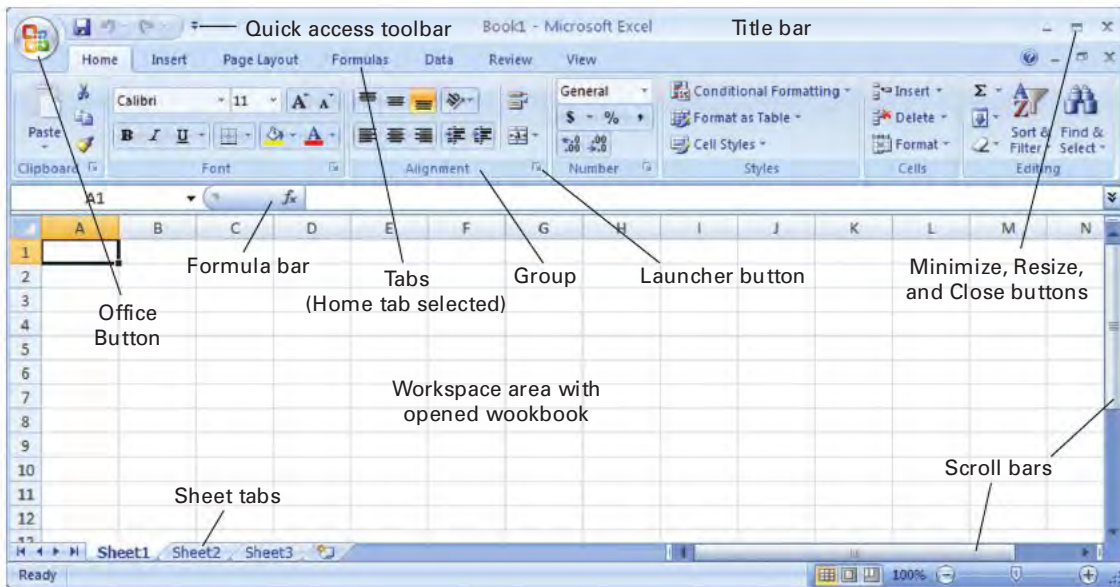 Quick access toolbar Book1 - Microsoft Excel Title bar
Home Insert Page Layout Formulas Data Review View
Calibri 11 A A General Conditional Formatting Insert Σ
Paste $ % , Format as Table Delete
B I U A .00 .0 Cell Styles Format Sort & Filter Find & Select
Clipboard Font Alignment Number Styles Cells Editing
A1 fx
A B C D E F G H I J K L M N
1
Formula bar Tabs Group Launcher button Minimize, Resize,
2
(Home tab selected) and Close buttons
3
Office
4
Button
5
6
Workspace area with
7
opened wookbook
8
9
10 Scroll bars
11 Sheet tabs
12
13
Sheet1 Sheet2 Sheet3
Ready 100%